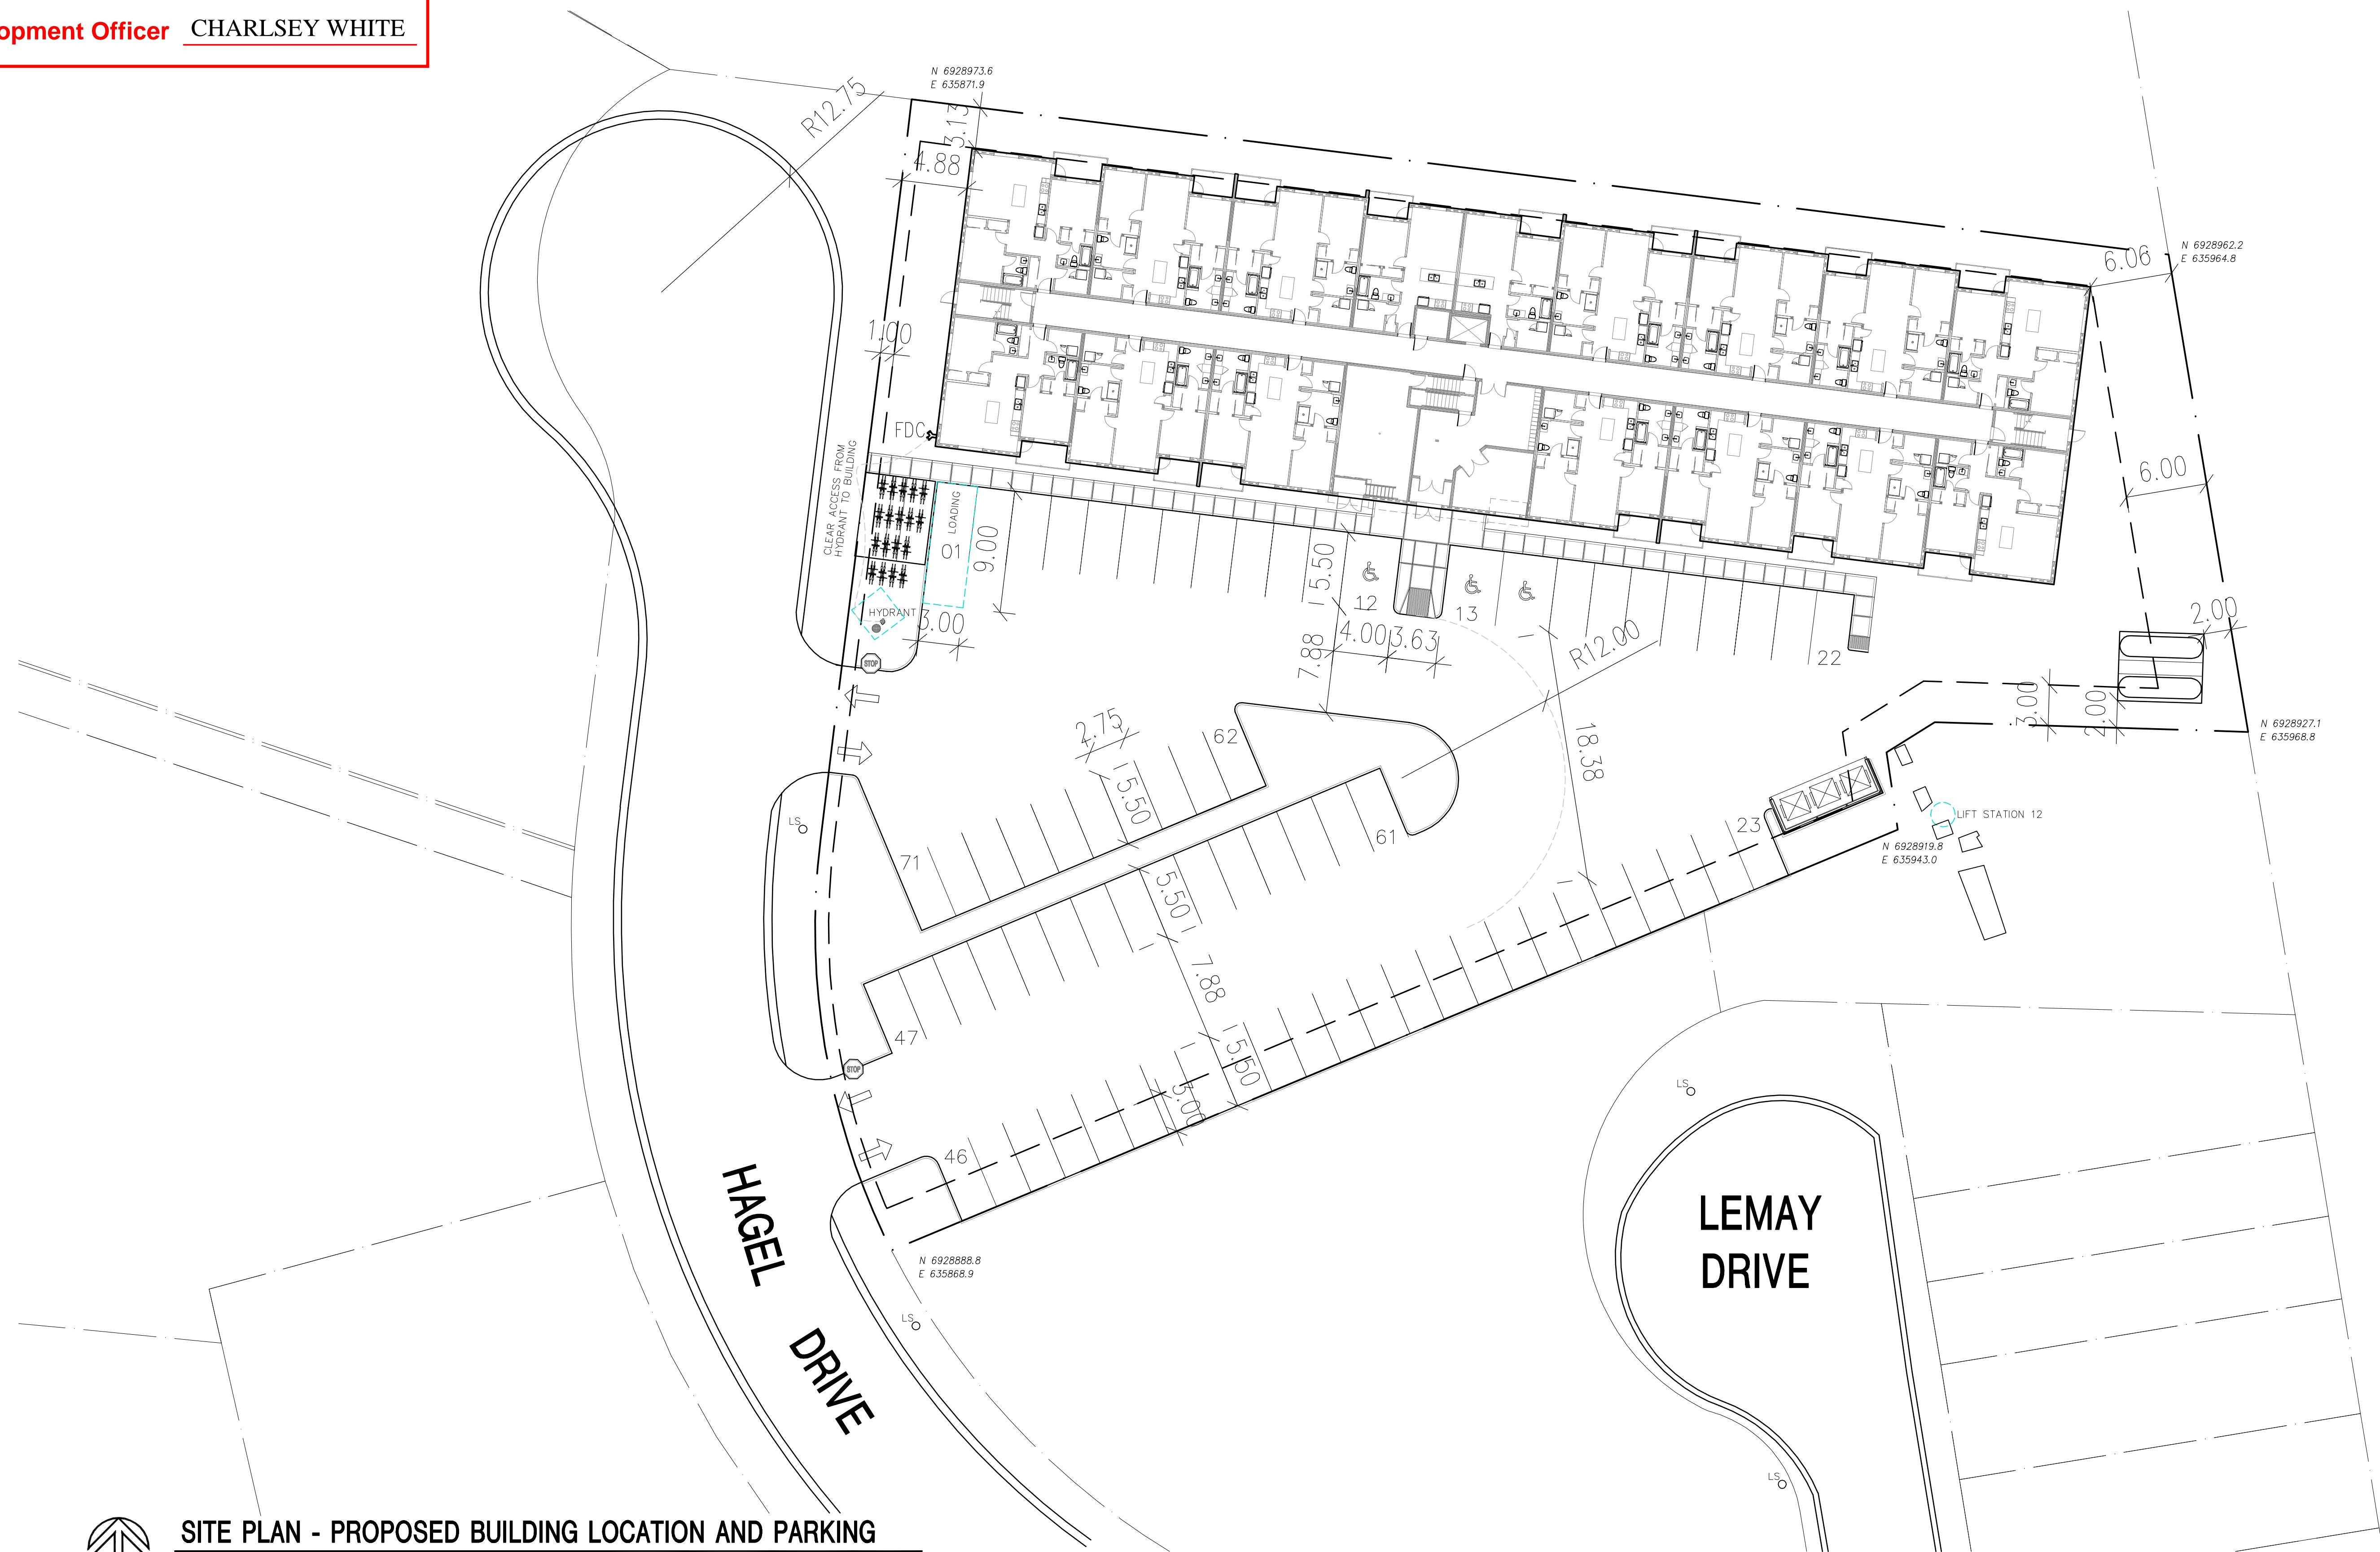 opment Officer CHARLSEY WHITE
N 6928973.6
E 635871.9
R12.75
3.13
4.88
N 6928962.2
E 635964.8
6.06
1.00
FDC
CLEAR ACCESS FROM
HYDRANT TO BUILDING
LOADING
01
9.00
6.00
5.50
12
13
HYDRANT
3.00
4.00
3.63
7.88
R12.00
22
2.00
STOP
3.00
2.00
N 6928927.1
E 635968.8
62
2.75
5.50
18.38
LS
71
61
23
LIFT STATION 12
N 6928919.8
E 635943.0
5.50
7.88
47
STOP
5.50
3.00
46
LS
HAGEL DRIVE
LEMAY
DRIVE
N 6928888.8
E 635868.9
LS
LS
SITE PLAN - PROPOSED BUILDING LOCATION AND PARKING